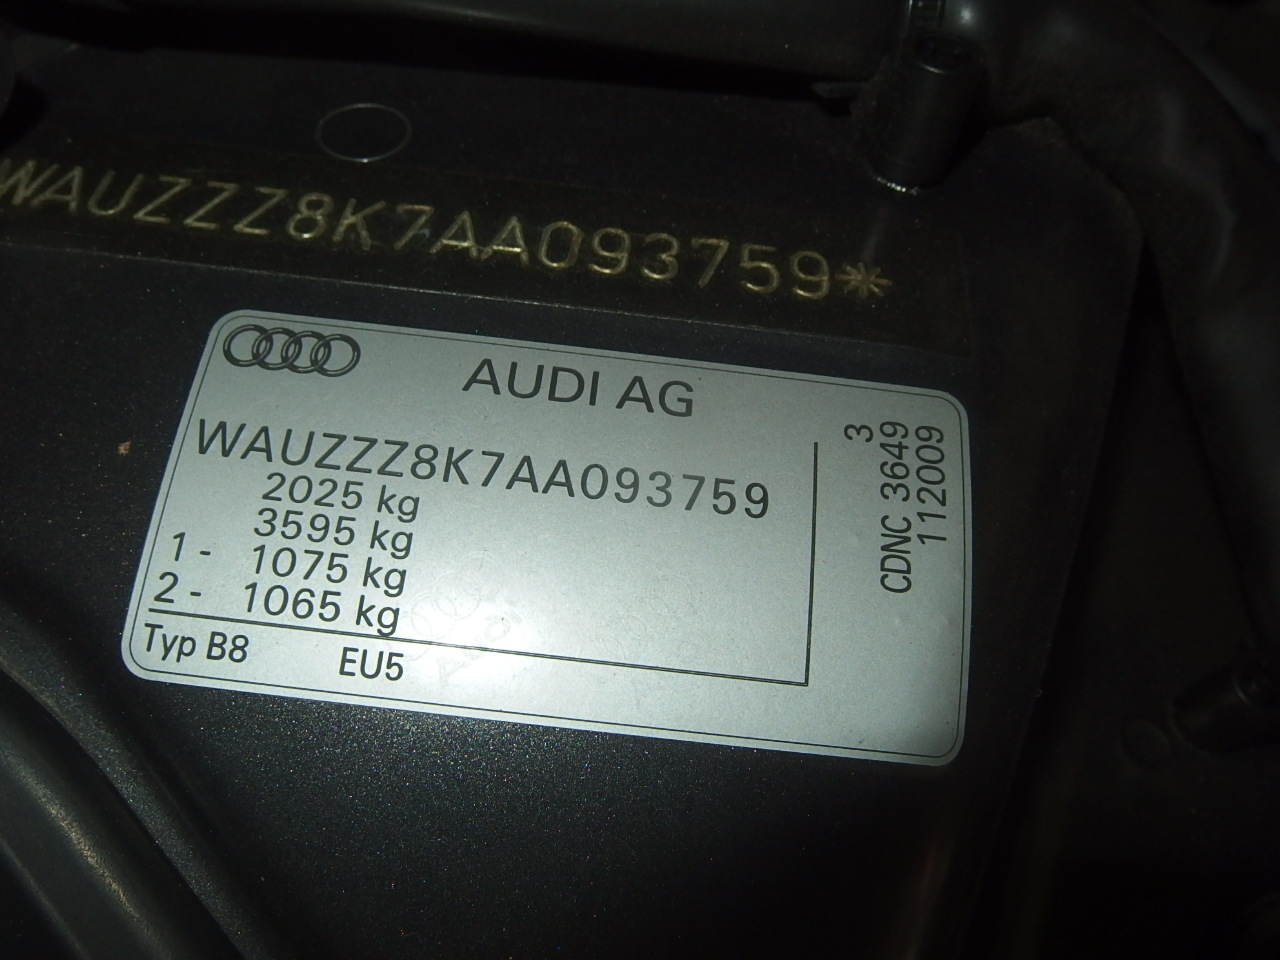 WAUZZZ8K7AA093759*
AUDI AG
WAUZZZ8K7AA093759
2025 kg
3595 kg
1 - 1075 kg
2 - 1065 kg
Typ B8 EU5
3
CDNC 3649
112009